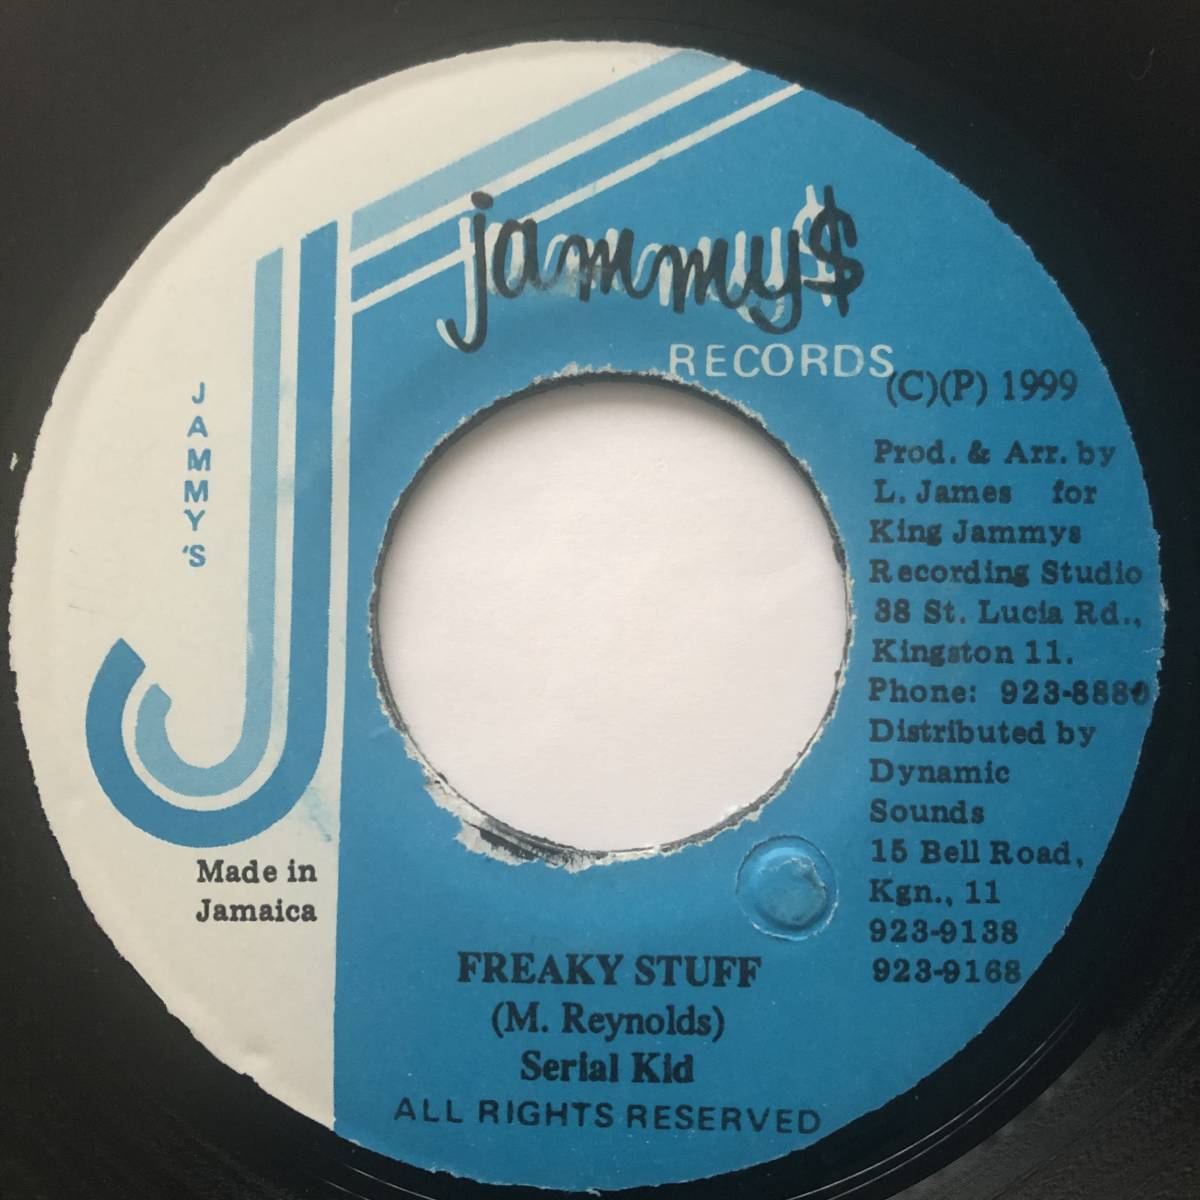 jammy$
RECORDS
JAMMY'S
(C)(P) 1999
Prod. & Arr. by
L. James for
King Jammys
Recording Studio
38 St. Lucia Rd.,
Kingston 11.
Phone: 923-8880
Distributed by
Dynamic
Sounds
15 Bell Road,
Kgn., 11
923-9138
923-9168
Made in
Jamaica
FREAKY STUFF
(M. Reynolds)
Serial Kid
ALL RIGHTS RESERVED